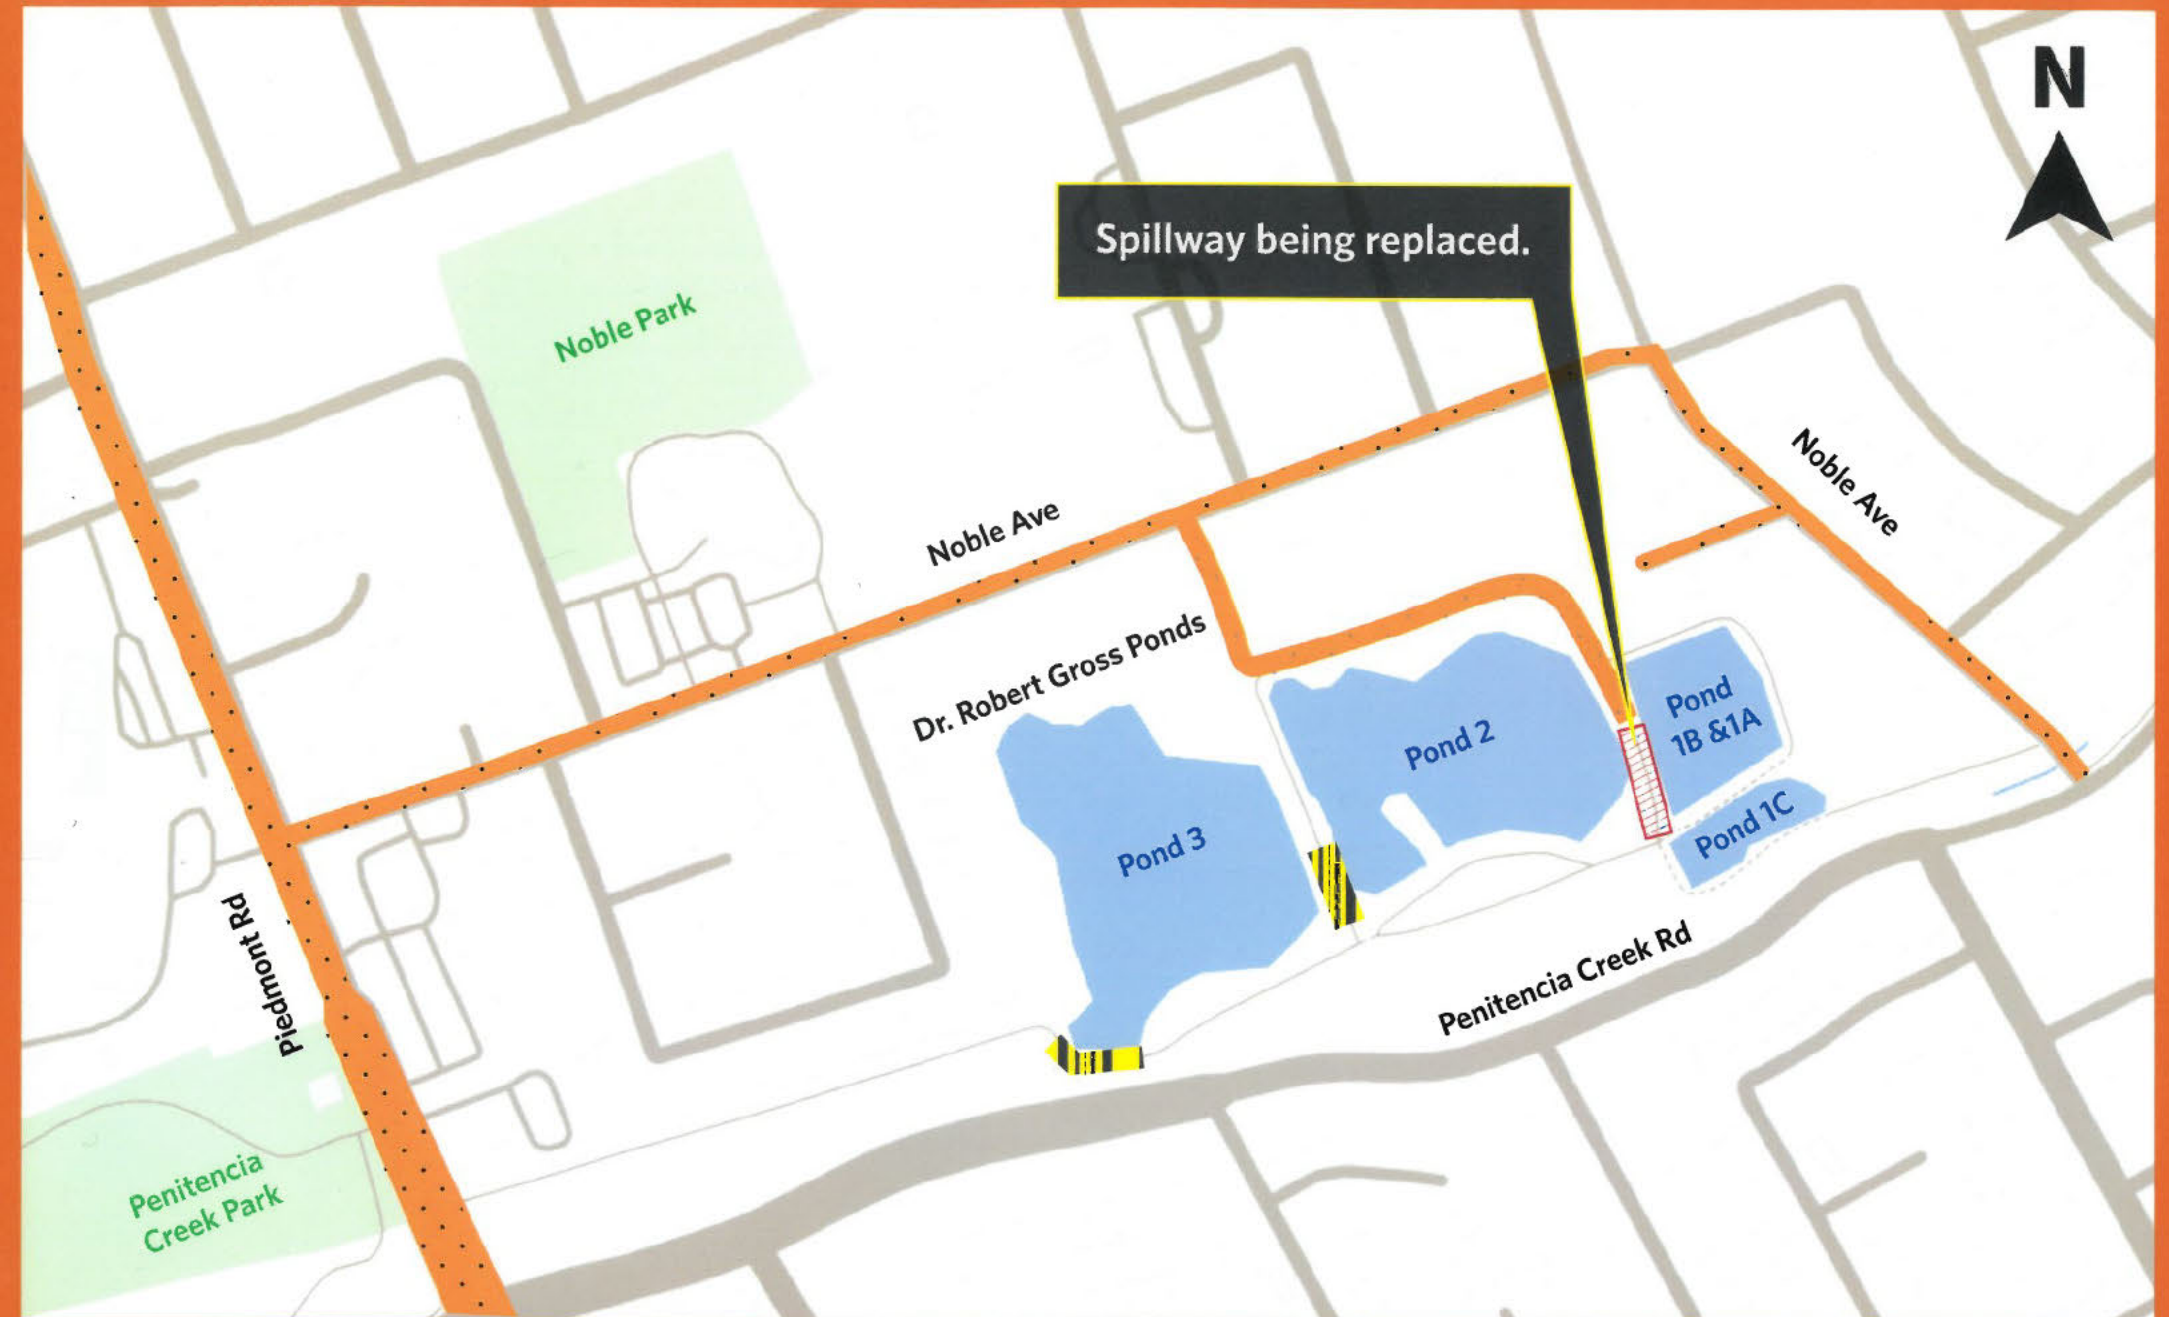 N
Spillway being replaced.
Noble Park
Noble Ave
Noble Ave
Dr. Robert Gross Ponds
Pond
1B &1A
Pond 2
Pond 1C
Pond 3
Piedmont Rd
Penitencia Creek Rd
Penitencia
Creek Park